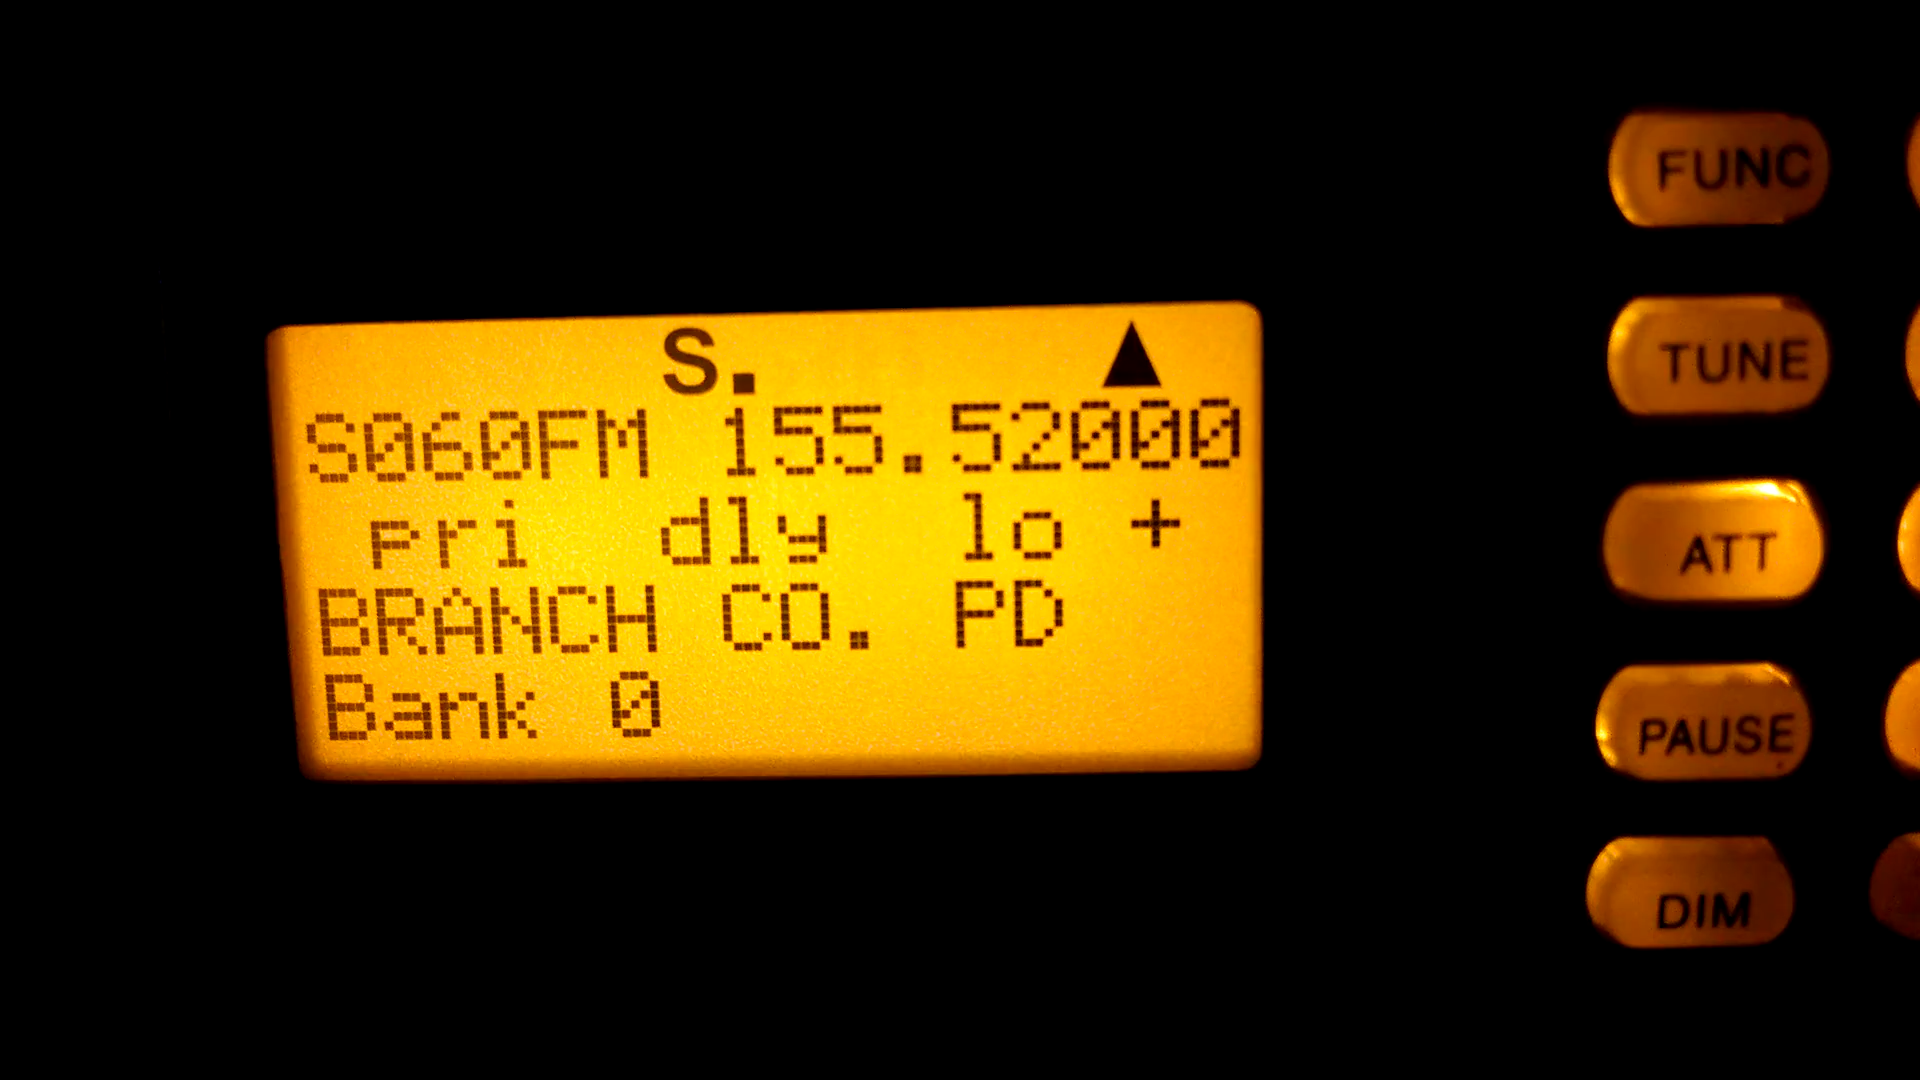 S. ▲
S060FM 155.52000
pri dly lo +
BRANCH CO. PD
Bank 0
FUNC
TUNE
ATT
PAUSE
DIM